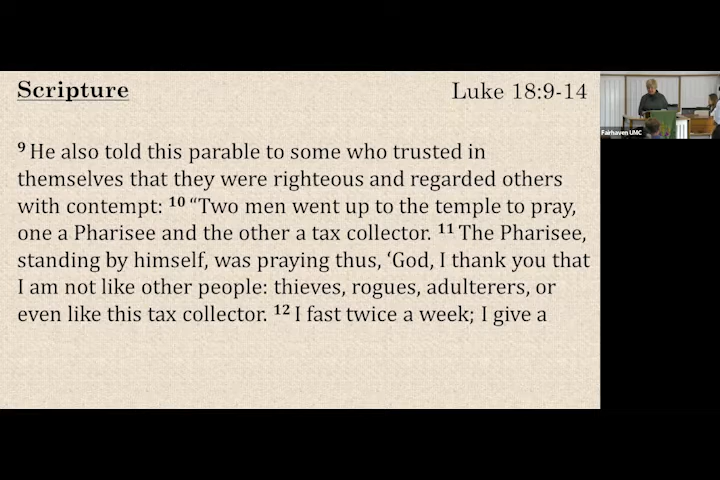 Scripture
Luke 18:9-14
⁹ He also told this parable to some who trusted in
themselves that they were righteous and regarded others
with contempt: ¹⁰ “Two men went up to the temple to pray,
one a Pharisee and the other a tax collector. ¹¹ The Pharisee,
standing by himself, was praying thus, ‘God, I thank you that
I am not like other people: thieves, rogues, adulterers, or
even like this tax collector. ¹² I fast twice a week; I give a
Fairhaven UMC